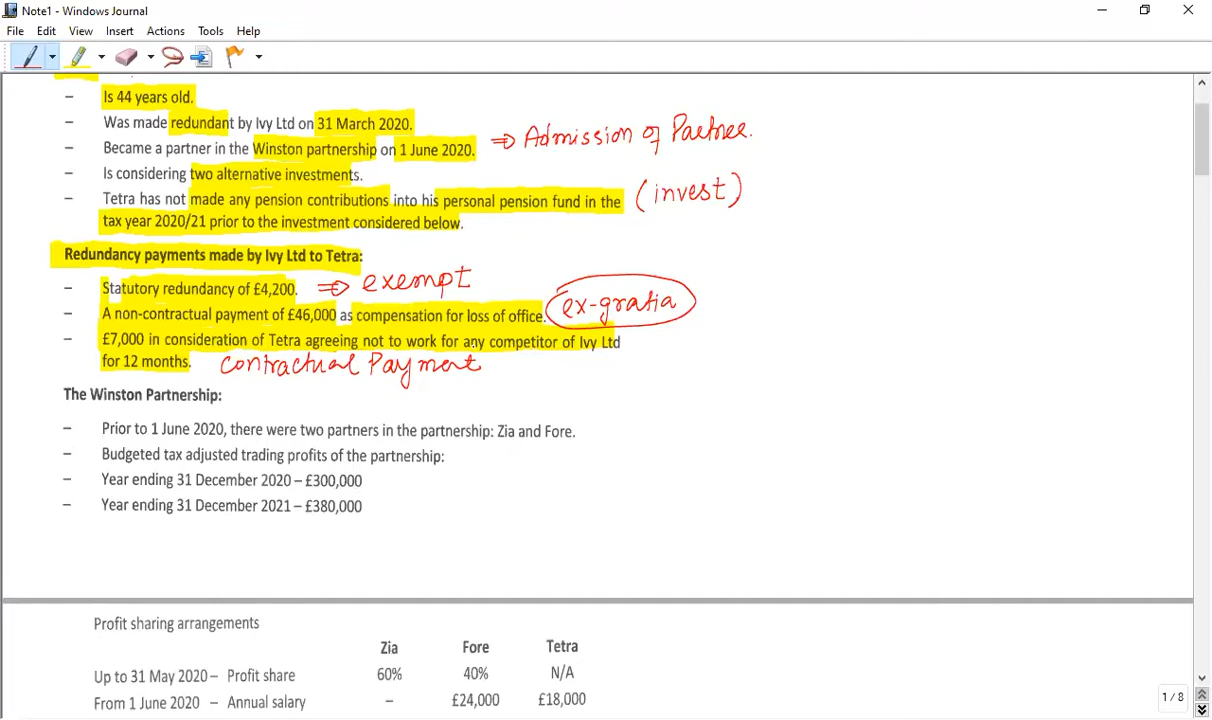 Note1 - Windows Journal
File Edit View Insert Actions Tools Help
– Is 44 years old.
– Was made redundant by Ivy Ltd on 31 March 2020.
– Became a partner in the Winston partnership on 1 June 2020. ⇒ Admission of Partner.
– Is considering two alternative investments.
– Tetra has not made any pension contributions into his personal pension fund in the (invest)
tax year 2020/21 prior to the investment considered below.
Redundancy payments made by Ivy Ltd to Tetra:
– Statutory redundancy of £4,200. ⇒ exempt
– A non-contractual payment of £46,000 as compensation for loss of office. ex-gratia
– £7,000 in consideration of Tetra agreeing not to work for any competitor of Ivy Ltd
for 12 months. Contractual Payment
The Winston Partnership:
– Prior to 1 June 2020, there were two partners in the partnership: Zia and Fore.
– Budgeted tax adjusted trading profits of the partnership:
– Year ending 31 December 2020 – £300,000
– Year ending 31 December 2021 – £380,000
Profit sharing arrangements
Zia Fore Tetra
Up to 31 May 2020 – Profit share 60% 40% N/A
From 1 June 2020 – Annual salary – £24,000 £18,000
1 / 8